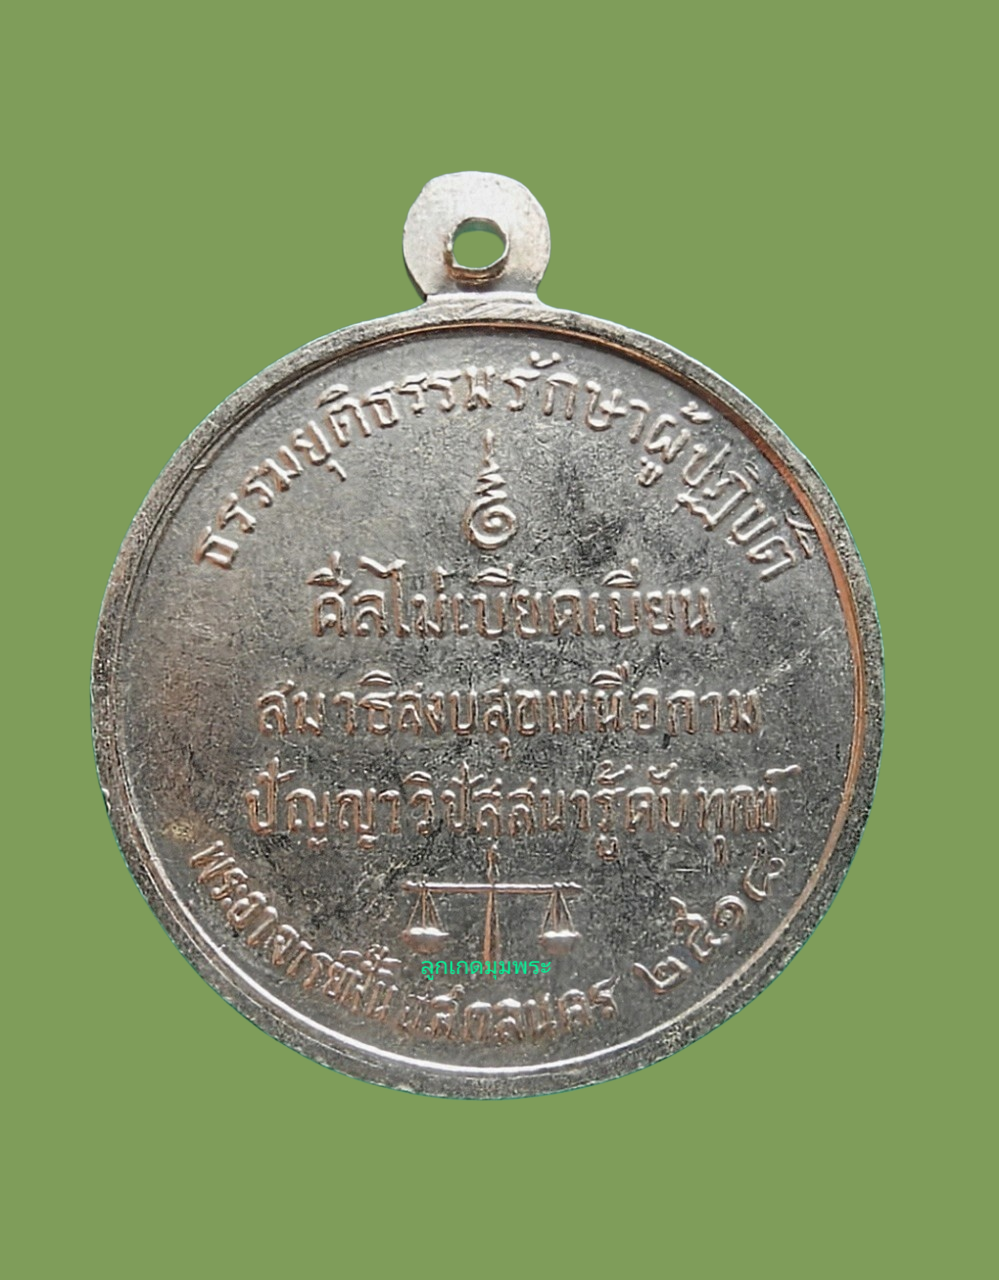 ธรรมยุติธรรมรักษาผู้ปฏิบัติ
ศีลไม่เบียดเบียน
สมาธิสงบสุขเหนือกาม
ปัญญาวิปัสสนารู้ดับทุกข์
พระอาจารย์ฝั้น จ.สกลนคร ๒๕๑๘
ลูกเกดมุมพระ